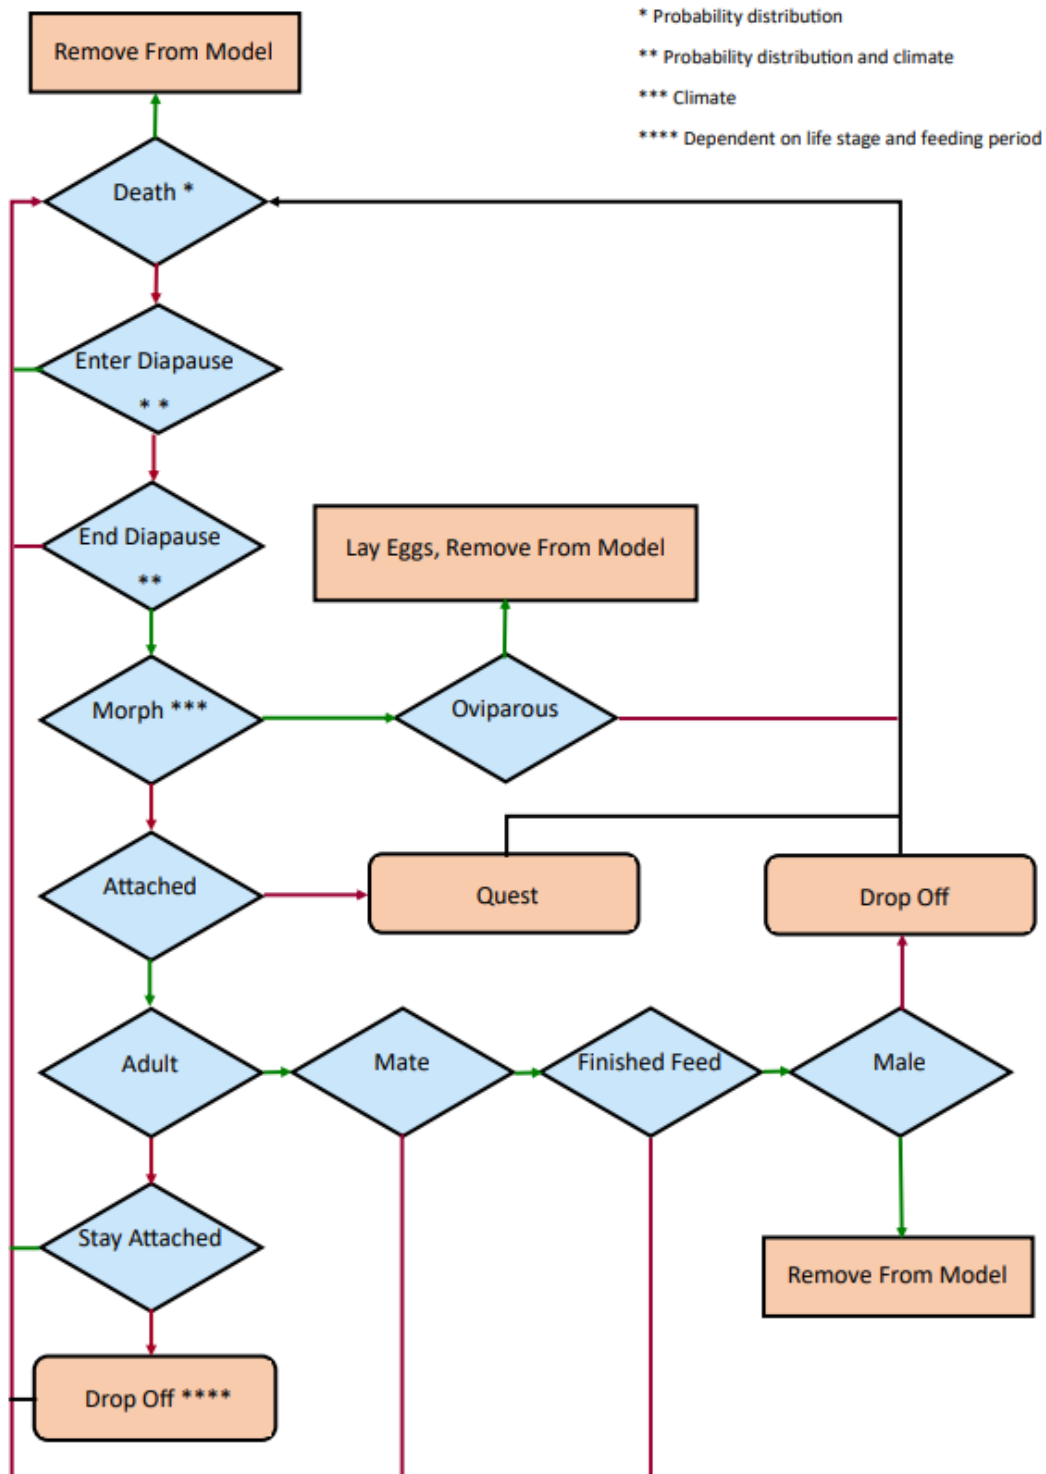 * Probability distribution
** Probability distribution and climate
*** Climate
**** Dependent on life stage and feeding period
Remove From Model
Death *
Enter Diapause
* *
End Diapause
**
Lay Eggs, Remove From Model
Morph ***
Oviparous
Attached
Quest
Drop Off
Adult
Mate
Finished Feed
Male
Stay Attached
Remove From Model
Drop Off ****